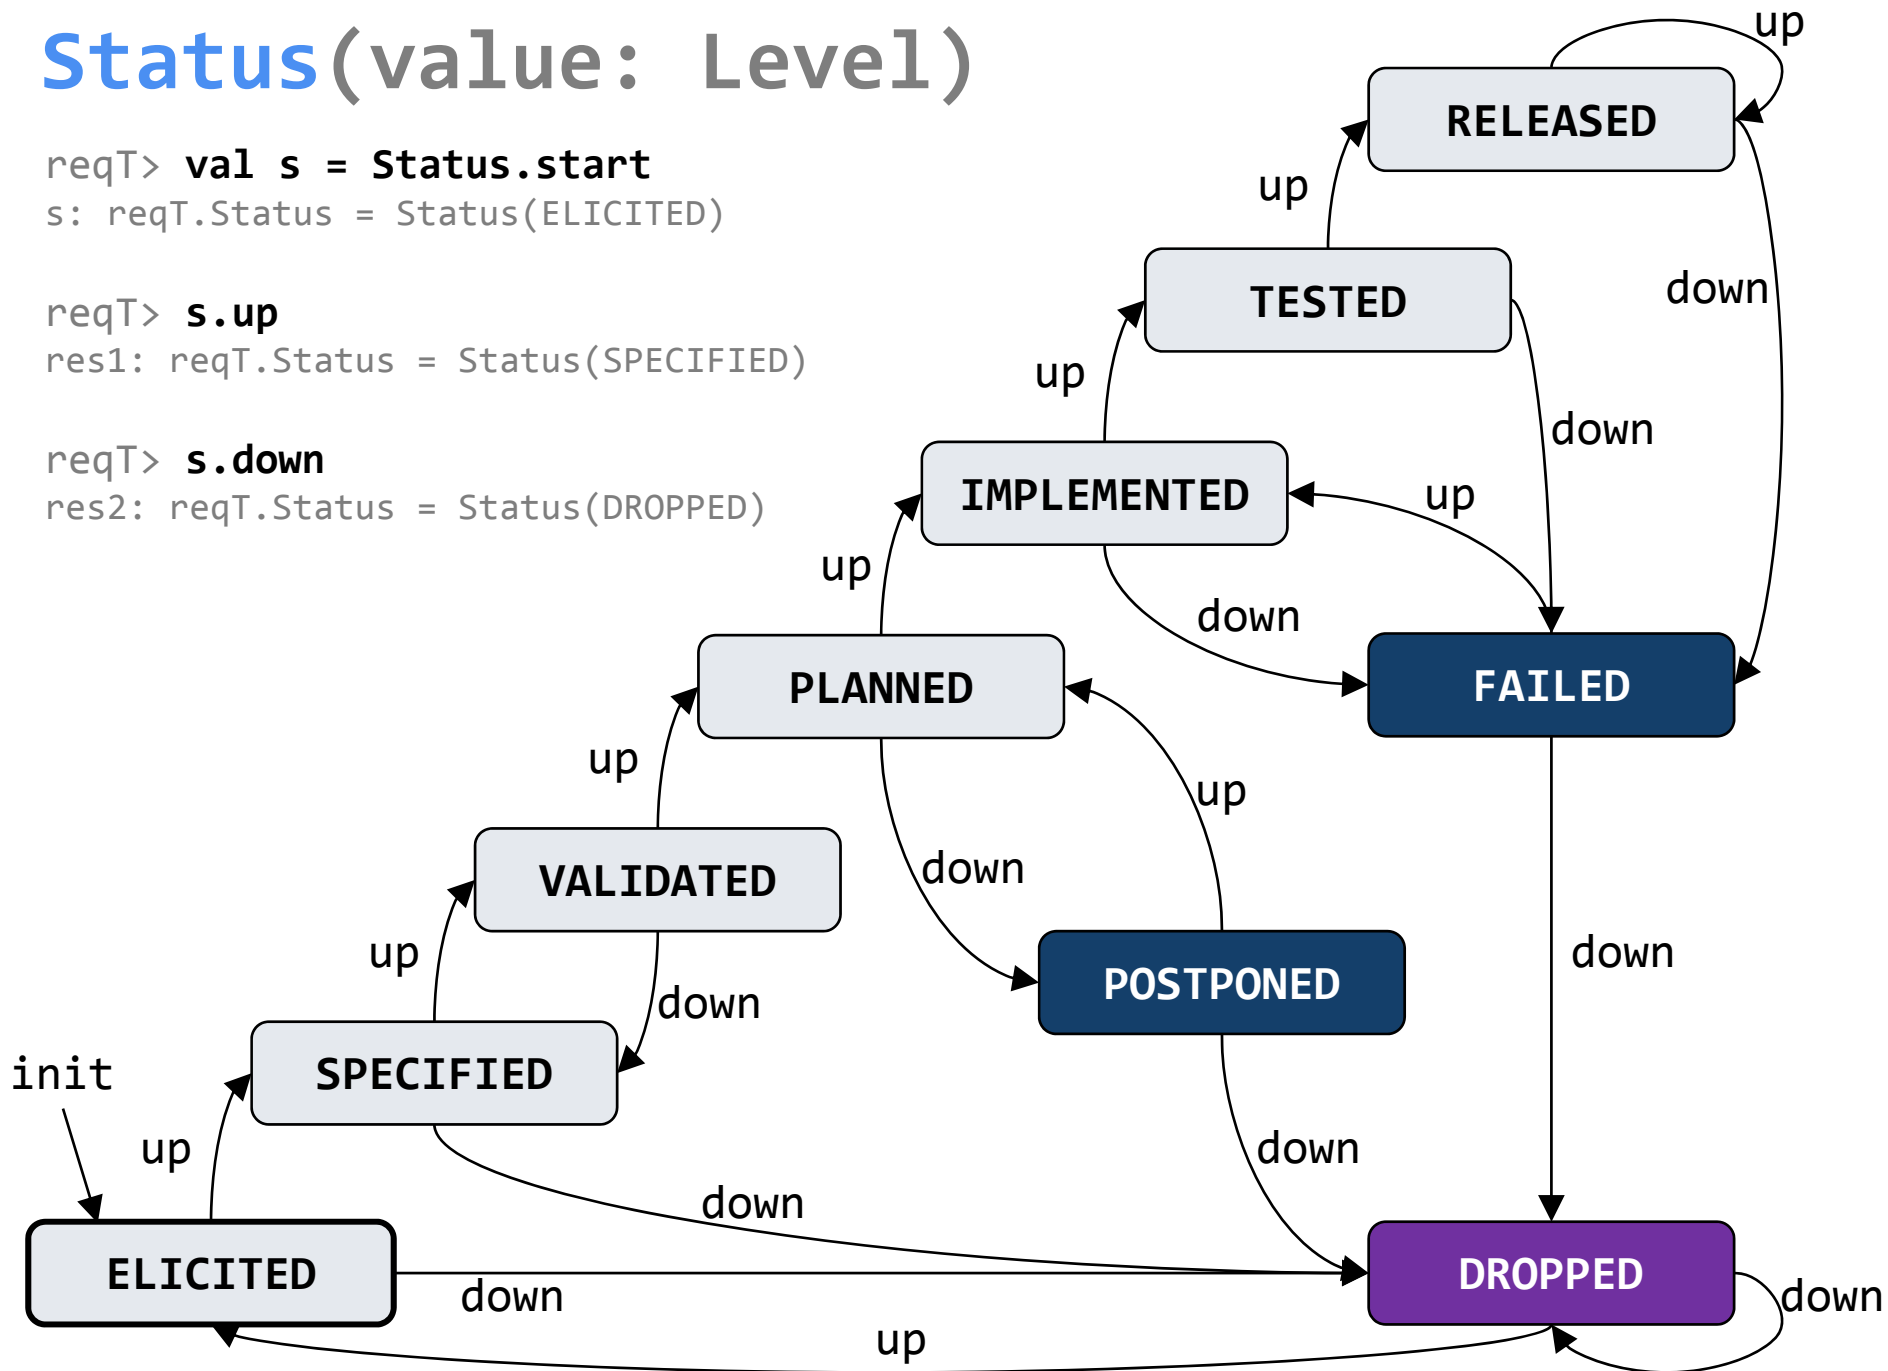 Status(value: Level)
reqT> val s = Status.start
s: reqT.Status = Status(ELICITED)
reqT> s.up
res1: reqT.Status = Status(SPECIFIED)
reqT> s.down
res2: reqT.Status = Status(DROPPED)
up
RELEASED
up
down
TESTED
up
down
IMPLEMENTED
up
up
down
PLANNED
FAILED
up
up
down
VALIDATED
up
down
POSTPONED
down
SPECIFIED
init
up
down
down
ELICITED
down
DROPPED
down
up